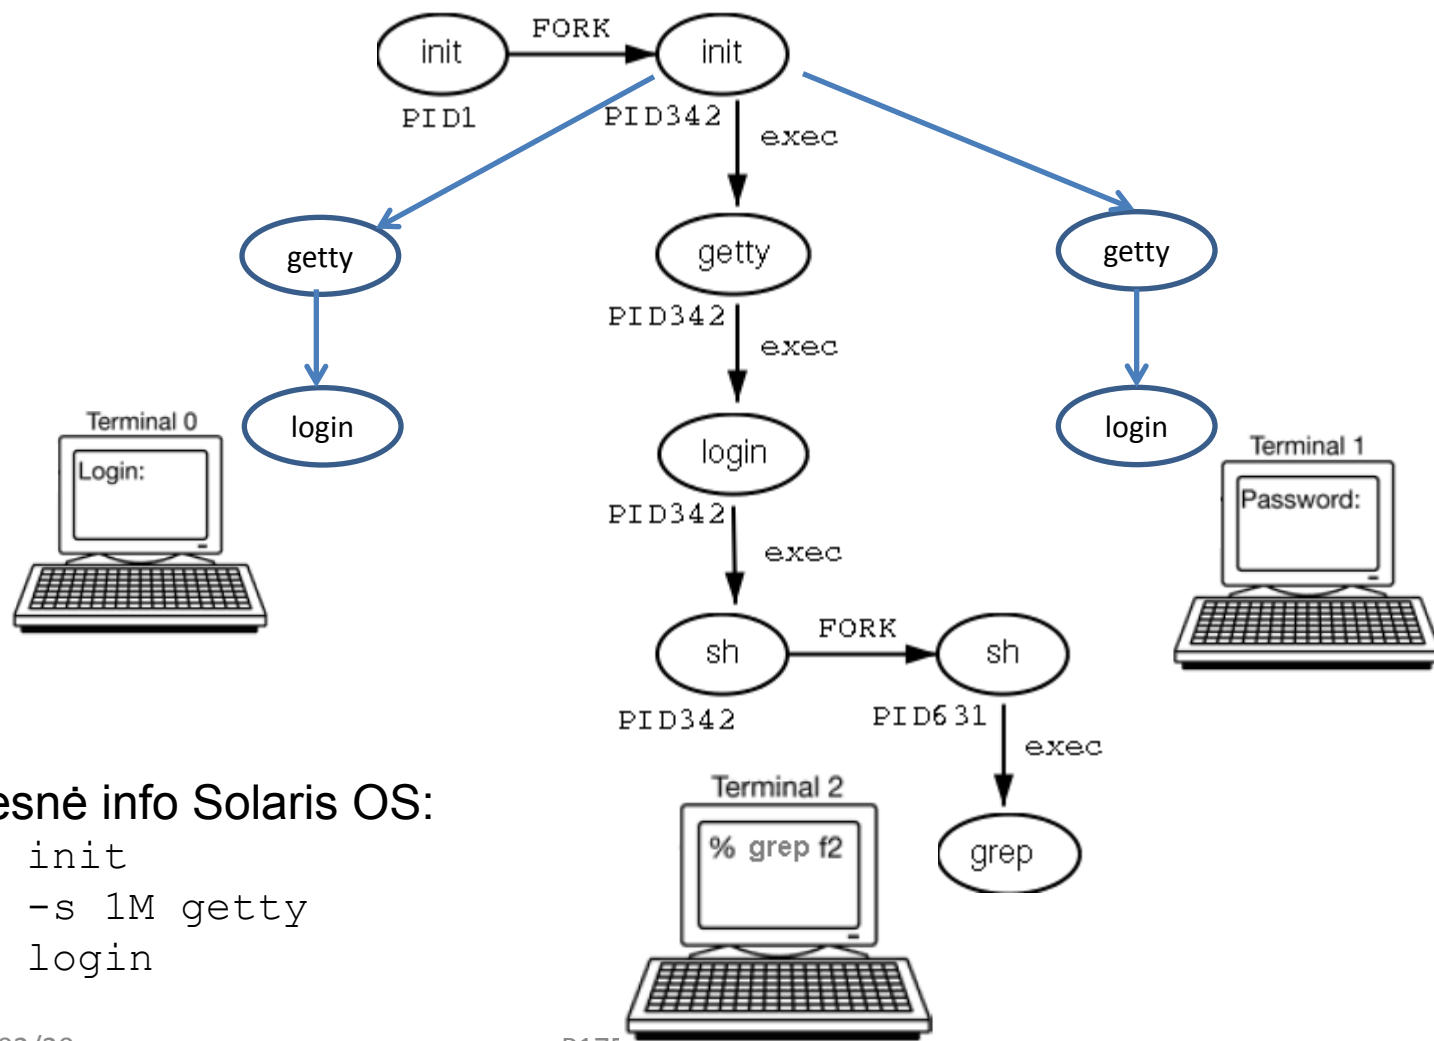 FORK
init
init
PID1
PID342
exec
getty
getty
getty
PID342
exec
login
login
login
Terminal 0
Login:
Terminal 1
Password:
PID342
exec
FORK
sh
sh
PID342
PID631
exec
Terminal 2
% grep f2
grep
info Solaris OS:
init
-s 1M getty
login